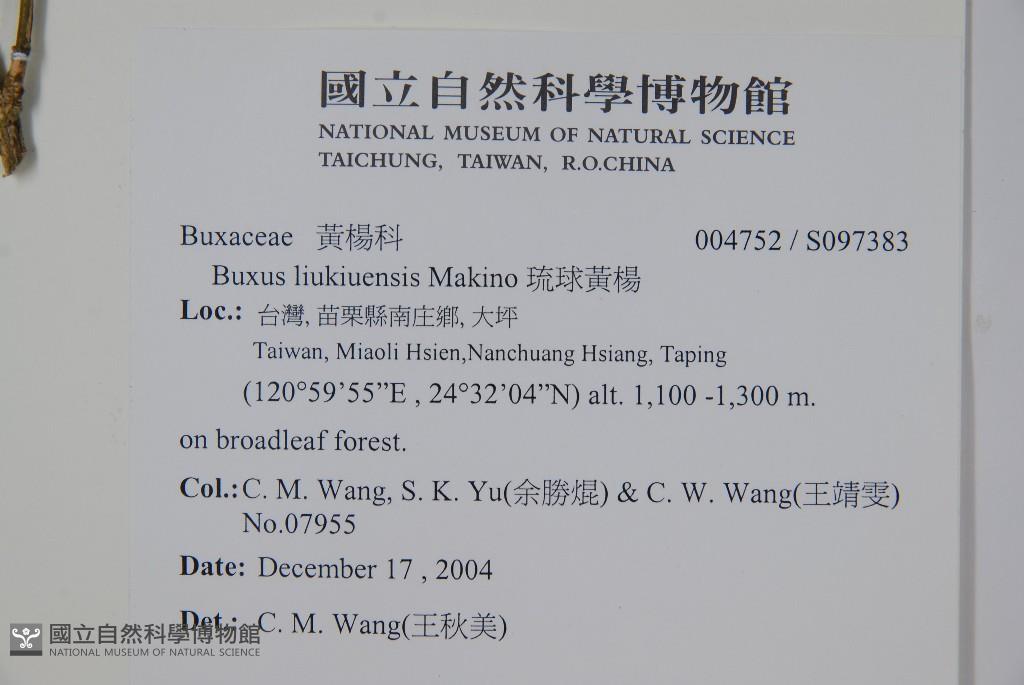 國立自然科學博物館
NATIONAL MUSEUM OF NATURAL SCIENCE
TAICHUNG, TAIWAN, R.O.CHINA
Buxaceae 黃楊科 004752 / S097383
Buxus liukiuensis Makino 琉球黃楊
Loc.: 台灣, 苗栗縣南庄鄉, 大坪
Taiwan, Miaoli Hsien,Nanchuang Hsiang, Taping
(120°59’55”E , 24°32’04”N) alt. 1,100 -1,300 m.
on broadleaf forest.
Col.: C. M. Wang, S. K. Yu(余勝焜) & C. W. Wang(王靖雯)
No.07955
Date: December 17 , 2004
Det.: C. M. Wang(王秋美)
國立自然科學博物館
NATIONAL MUSEUM OF NATURAL SCIENCE